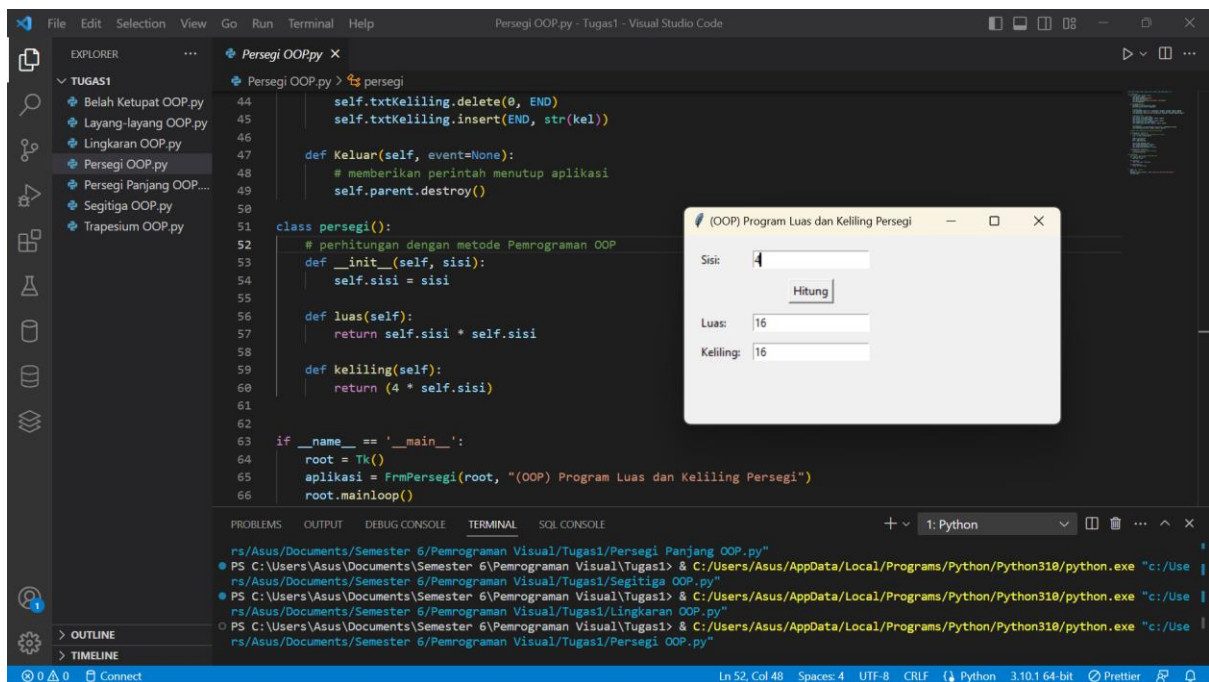 File Edit Selection View Go Run Terminal Help
Persegi OOP.py - Tugas1 - Visual Studio Code
EXPLORER
TUGAS1
Belah Ketupat OOP.py
Layang-layang OOP.py
Lingkaran OOP.py
Persegi OOP.py
Persegi Panjang OOP....
Segitiga OOP.py
Trapesium OOP.py
OUTLINE
TIMELINE
Persegi OOP.py
Persegi OOP.py > persegi
44 self.txtKeliling.delete(0, END)
45 self.txtKeliling.insert(END, str(kel))
46
47 def Keluar(self, event=None):
48 # memberikan perintah menutup aplikasi
49 self.parent.destroy()
50
51 class persegi():
52 # perhitungan dengan metode Pemrograman OOP
53 def __init__(self, sisi):
54 self.sisi = sisi
55
56 def luas(self):
57 return self.sisi * self.sisi
58
59 def keliling(self):
60 return (4 * self.sisi)
61
62
63 if __name__ == '__main__':
64 root = Tk()
65 aplikasi = FrmPersegi(root, "(OOP) Program Luas dan Keliling Persegi")
66 root.mainloop()
(OOP) Program Luas dan Keliling Persegi
Sisi: 4
Hitung
Luas: 16
Keliling: 16
PROBLEMS OUTPUT DEBUG CONSOLE TERMINAL SQL CONSOLE
1: Python
rs/Asus/Documents/Semester 6/Pemrograman Visual/Tugas1/Persegi Panjang OOP.py"
PS C:\Users\Asus\Documents\Semester 6\Pemrograman Visual\Tugas1> & C:/Users/Asus/AppData/Local/Programs/Python/Python310/python.exe "c:/Use
rs/Asus/Documents/Semester 6/Pemrograman Visual/Tugas1/Segitiga OOP.py"
PS C:\Users\Asus\Documents\Semester 6\Pemrograman Visual\Tugas1> & C:/Users/Asus/AppData/Local/Programs/Python/Python310/python.exe "c:/Use
rs/Asus/Documents/Semester 6/Pemrograman Visual/Tugas1/Lingkaran OOP.py"
PS C:\Users\Asus\Documents\Semester 6\Pemrograman Visual\Tugas1> & C:/Users/Asus/AppData/Local/Programs/Python/Python310/python.exe "c:/Use
rs/Asus/Documents/Semester 6/Pemrograman Visual/Tugas1/Persegi OOP.py"
1
0 0 Connect
Ln 52, Col 48 Spaces: 4 UTF-8 CRLF Python 3.10.1 64-bit Prettier